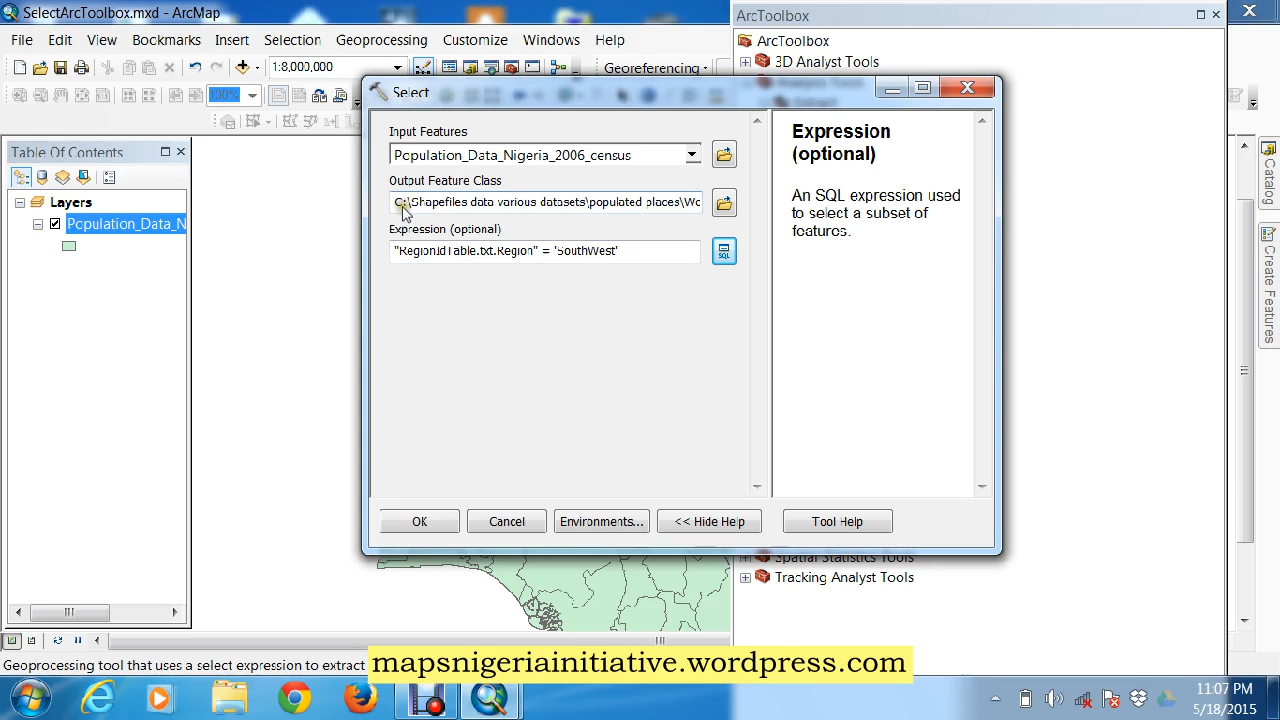 SelectArcToolbox.mxd - ArcMap
File Edit View Bookmarks Insert Selection Geoprocessing Customize Windows Help
1:8,000,000
Georeferencing
100%
Table Of Contents
Layers
Population_Data_N
ArcToolbox
ArcToolbox
3D Analyst Tools
Select
Input Features
Population_Data_Nigeria_2006_census
Output Feature Class
C:\Shapefiles data various datasets\populated places\Wo
Expression (optional)
"RegionIdTable.txt.Region" = 'SouthWest'
SQL
Expression
(optional)
An SQL expression used
to select a subset of
features.
OK Cancel Environments... << Hide Help Tool Help
Spatial Statistics Tools
Tracking Analyst Tools
Catalog
Create Features
Geoprocessing tool that uses a select expression to extract
mapsnigeriainitiative.wordpress.com
11:07 PM
5/18/2015